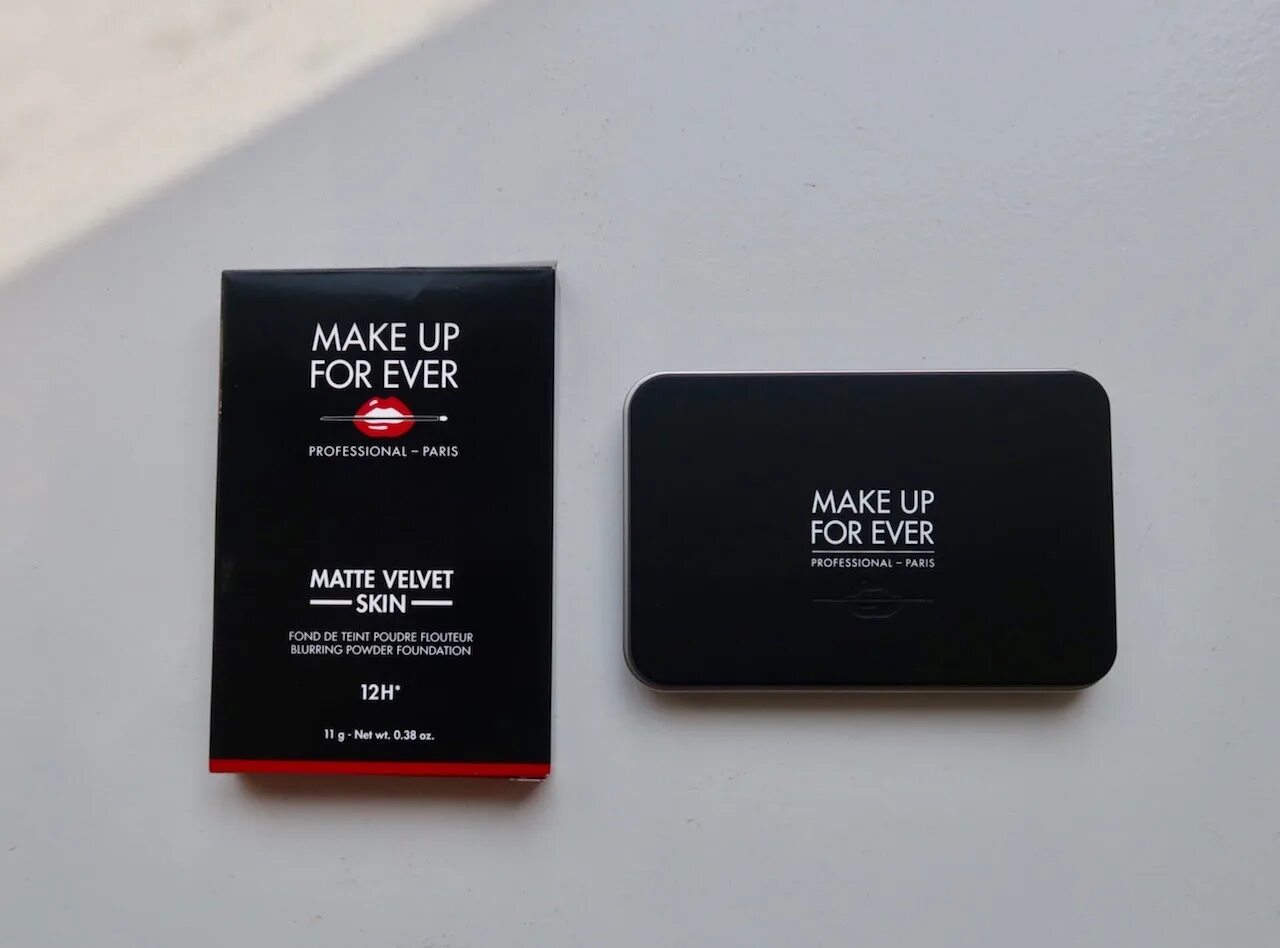 MAKE UP
FOR EVER
PROFESSIONAL – PARIS
MATTE VELVET
SKIN
FOND DE TEINT POUDRE FLOUTEUR
BLURRING POWDER FOUNDATION
12H*
11 g - Net wt. 0.38 oz.
MAKE UP
FOR EVER
PROFESSIONAL – PARIS